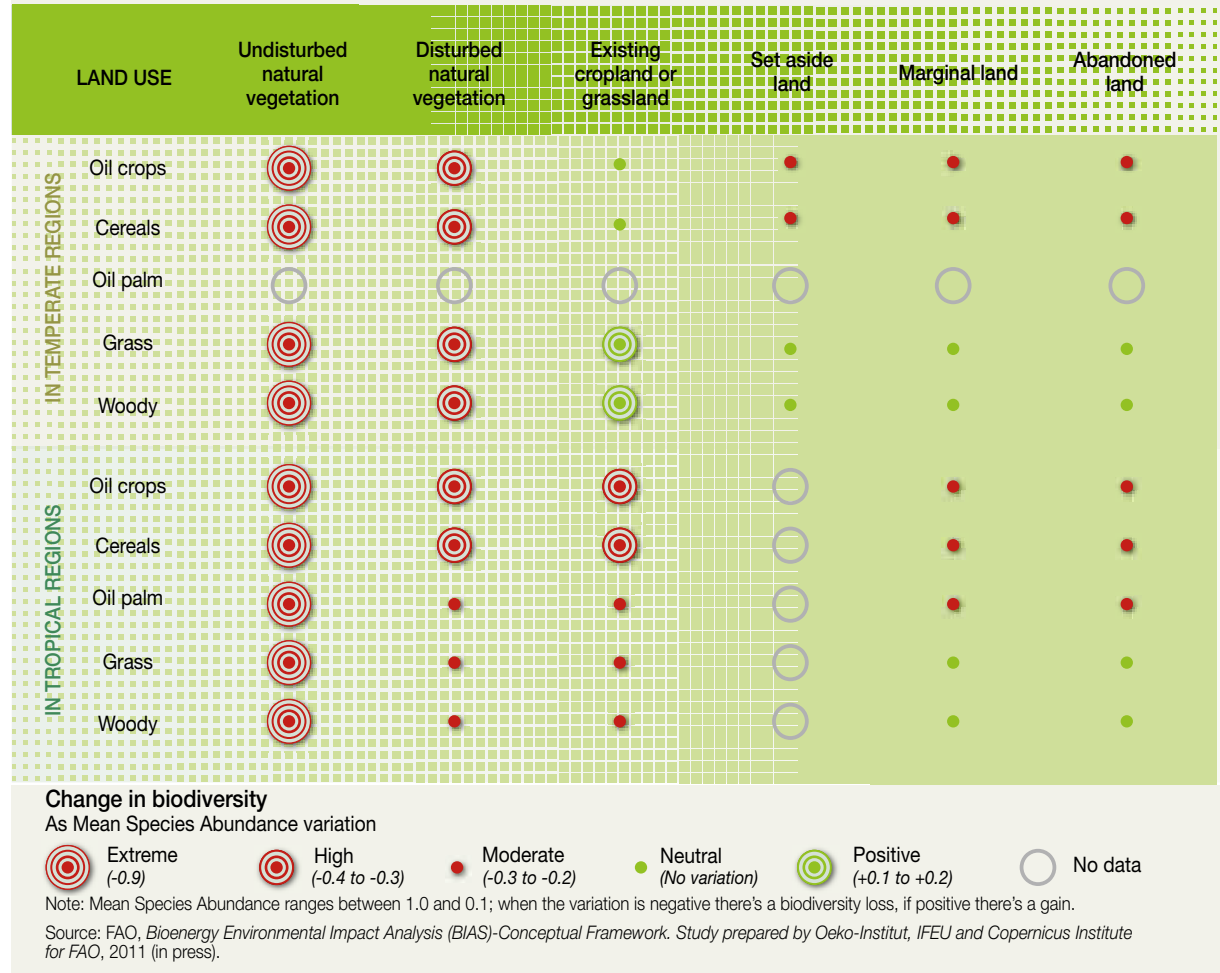 LAND USE
Undisturbed
natural
vegetation
Disturbed
natural
vegetation
Existing
cropland or
grassland
Set aside
land
Marginal land
Abandoned
land
IN TEMPERATE REGIONS
Oil crops
Cereals
Oil palm
Grass
Woody
IN TROPICAL REGIONS
Oil crops
Cereals
Oil palm
Grass
Woody
Change in biodiversity
As Mean Species Abundance variation
Extreme
(-0.9)
High
(-0.4 to -0.3)
Moderate
(-0.3 to -0.2)
Neutral
(No variation)
Positive
(+0.1 to +0.2)
No data
Note: Mean Species Abundance ranges between 1.0 and 0.1; when the variation is negative there's a biodiversity loss, if positive there's a gain.
Source: FAO, Bioenergy Environmental Impact Analysis (BIAS)-Conceptual Framework. Study prepared by Oeko-Institut, IFEU and Copernicus Institute
for FAO, 2011 (in press).